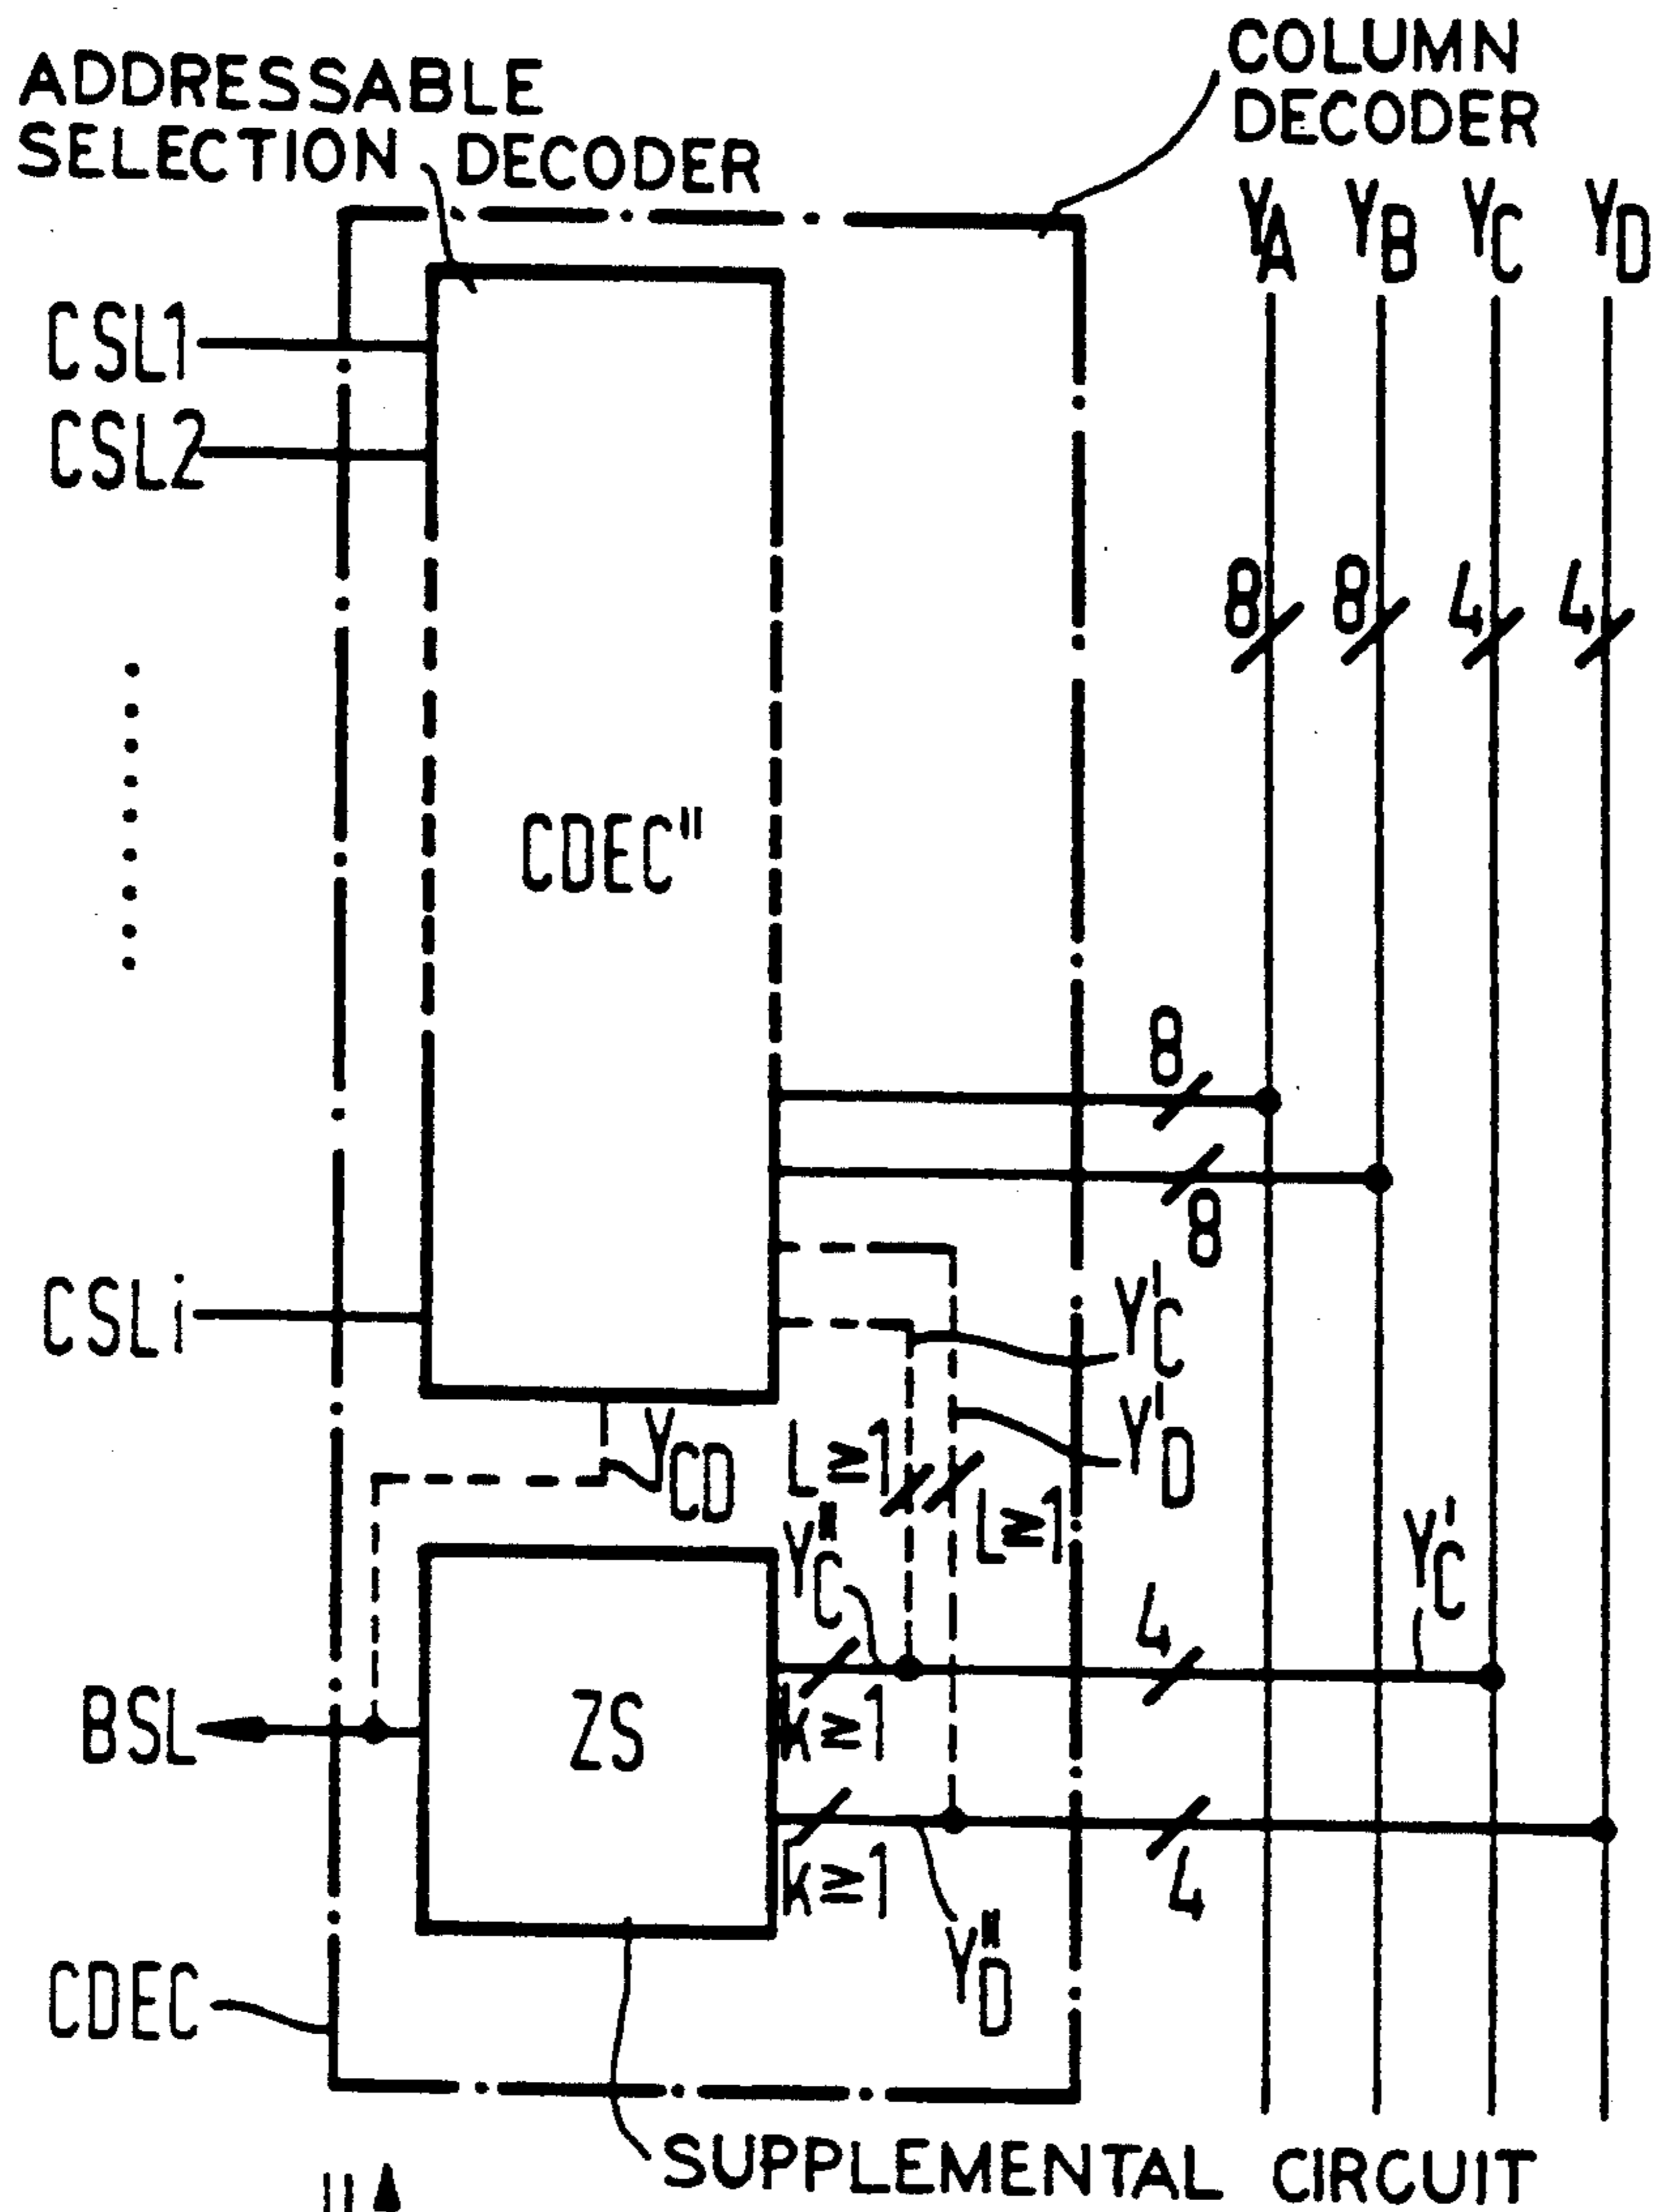 ADDRESSABLE
SELECTION DECODER
COLUMN
DECODER
YA YB YC YD
CSL1
CSL2
8 8 4 4
CDEC"
8
8
CSLi
Y'C
Y'D
YCD
L≥1
L≥1
Y"C
Y'C
4
BSL
ZS
k≥1
k≥1
4
Y"D
CDEC
SUPPLEMENTAL CIRCUIT